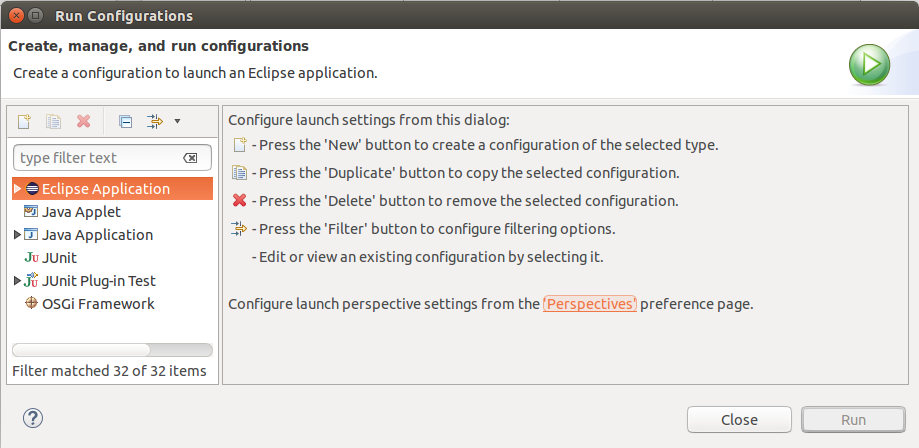 Run Configurations
Create, manage, and run configurations
Create a configuration to launch an Eclipse application.
type filter text
Eclipse Application
Java Applet
Java Application
JUnit
JUnit Plug-in Test
OSGi Framework
Filter matched 32 of 32 items
Configure launch settings from this dialog:
- Press the 'New' button to create a configuration of the selected type.
- Press the 'Duplicate' button to copy the selected configuration.
- Press the 'Delete' button to remove the selected configuration.
- Press the 'Filter' button to configure filtering options.
- Edit or view an existing configuration by selecting it.
Configure launch perspective settings from the 'Perspectives' preference page.
Close
Run